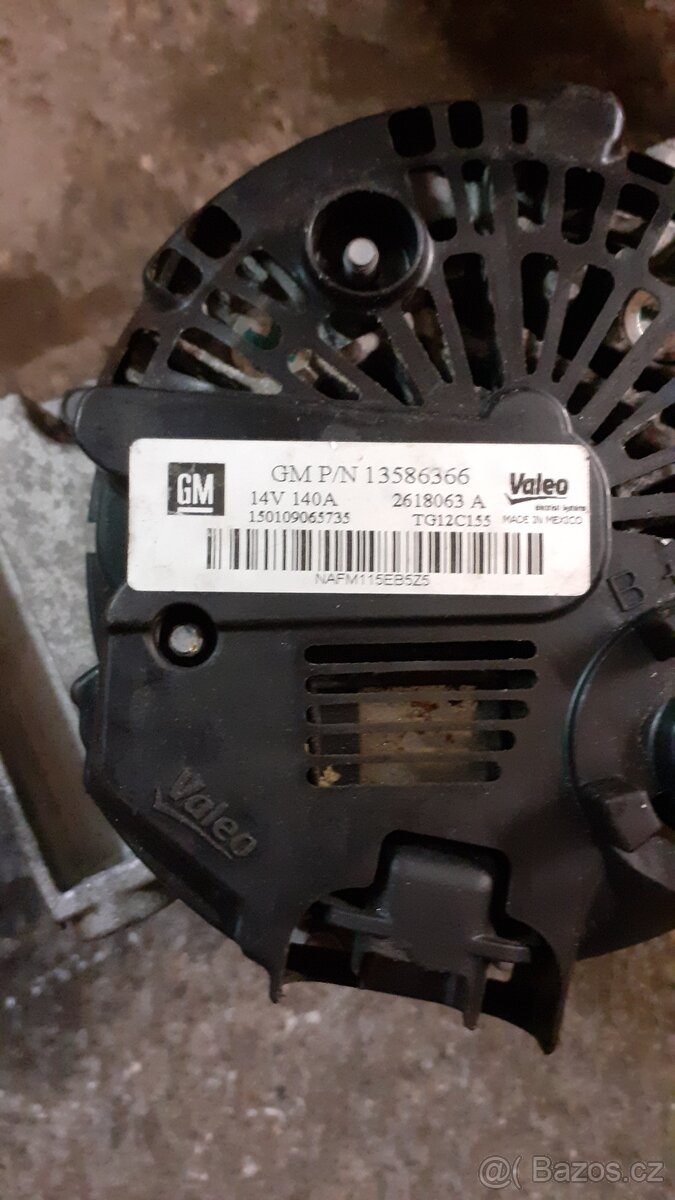 GM
GM P/N 13586366
14V 140A 2618063 A
150109065735 TG12C155
Valeo
MADE IN MEXICO
NAFM115EB5Z5
B +
Valeo
@( Bazos.cz